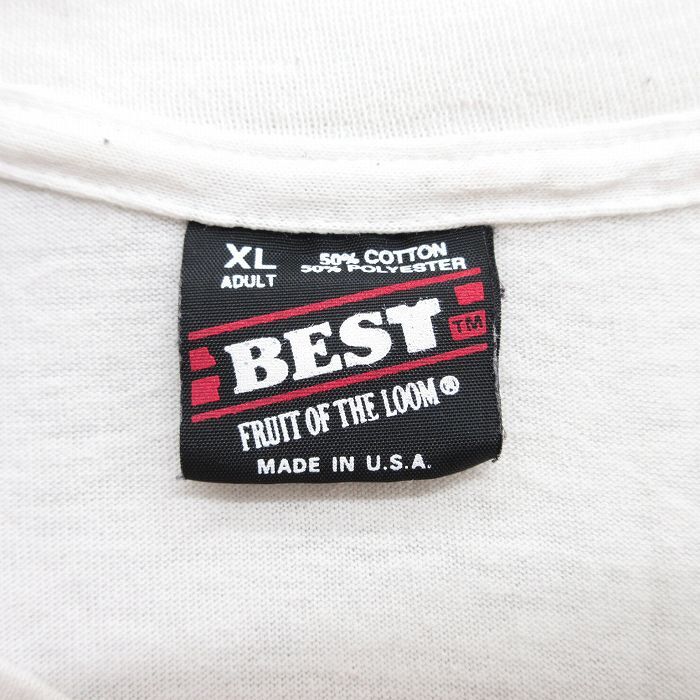 XL
ADULT
50% COTTON
50% POLYESTER
BEST TM
FRUIT OF THE LOOM®
MADE IN U.S.A.